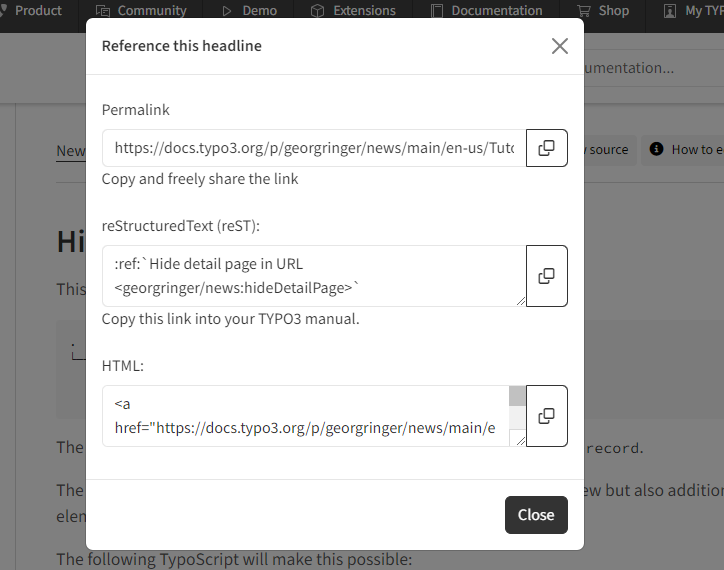 Product Community Demo Extensions Documentation Shop My TYP
Reference this headline
umentation...
Permalink
https://docs.typo3.org/p/georgringer/news/main/en-us/Tuto
New
source
How to e
Copy and freely share the link
reStructuredText (reST):
Hi
:ref:`Hide detail page in URL
<georgringer/news:hideDetailPage>`
This
Copy this link into your TYPO3 manual.
HTML:
<a
href="https://docs.typo3.org/p/georgringer/news/main/e
The
record.
The
ew but also addition
elen
Close
The following TypoScript will make this possible: